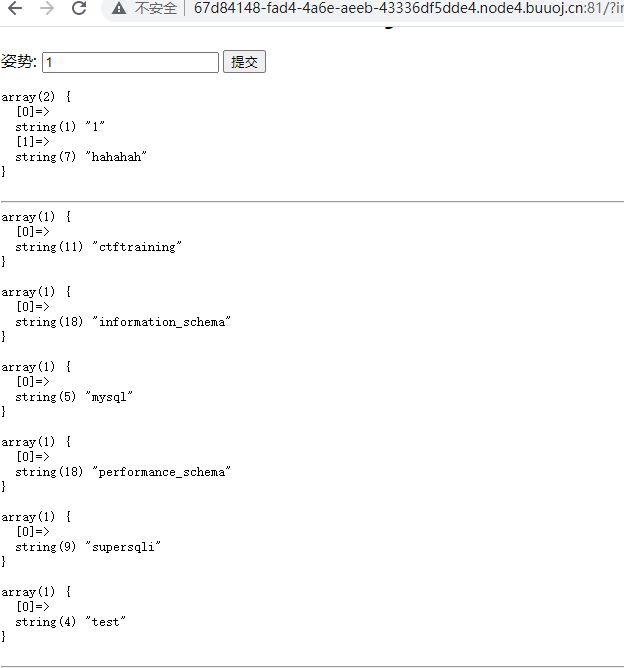 不安全 67d84148-fad4-4a6e-aeeb-43336df5dde4.node4.buuoj.cn:81/?in
姿势: 1 提交
array(2) {
[0]=>
string(1) "1"
[1]=>
string(7) "hahahah"
}
array(1) {
[0]=>
string(11) "ctftraining"
}
array(1) {
[0]=>
string(18) "information_schema"
}
array(1) {
[0]=>
string(5) "mysql"
}
array(1) {
[0]=>
string(18) "performance_schema"
}
array(1) {
[0]=>
string(9) "supersqli"
}
array(1) {
[0]=>
string(4) "test"
}